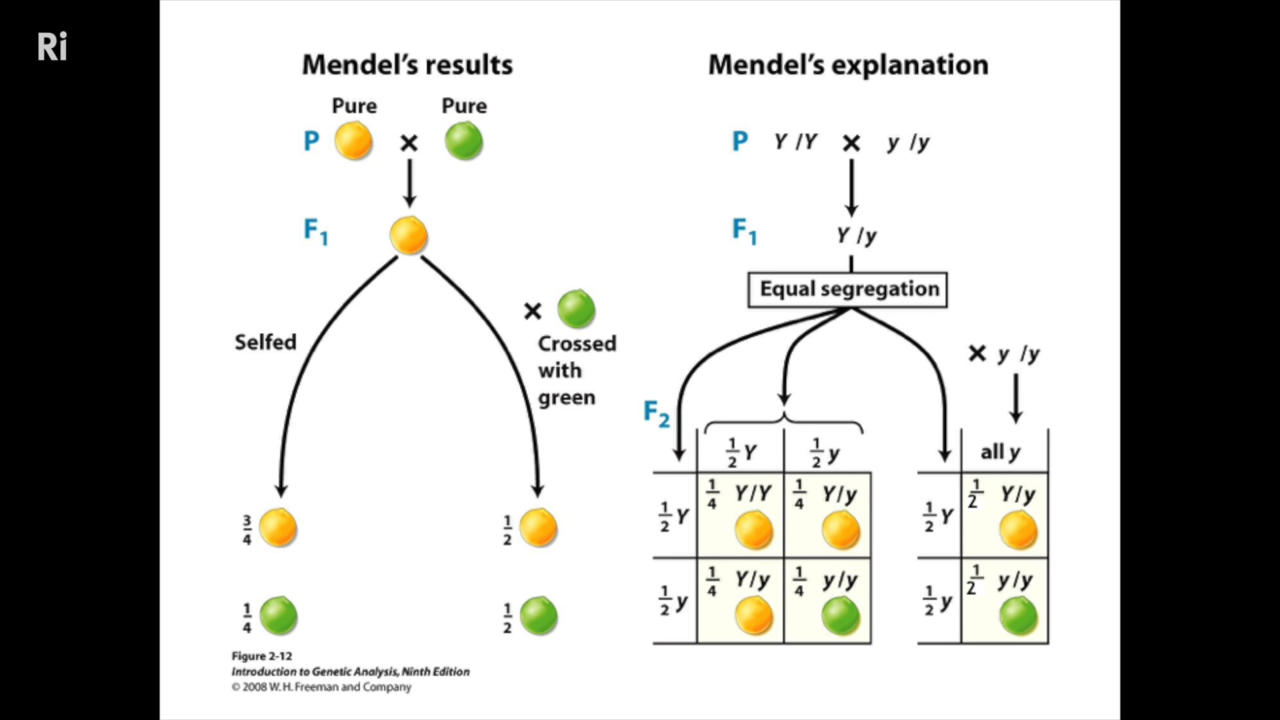 Ri
Mendel's results
Pure Pure
P ×
F₁
×
Selfed
Crossed
with
green
3/4 1/2
1/4 1/2
Figure 2-12
Introduction to Genetic Analysis, Ninth Edition
© 2008 W. H. Freeman and Company
Mendel's explanation
P Y /Y × y /y
F₁ Y /y
Equal segregation
× y /y
F₂
1/2 Y 1/2 y all y
1/2 Y 1/4 Y/Y 1/4 Y/y 1/2 Y 1/2 Y/y
1/2 y 1/4 Y/y 1/4 y/y 1/2 y 1/2 y/y